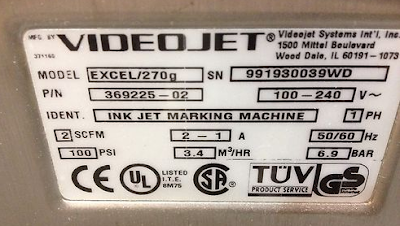 VIDEOJET® Videojet Systems Int'l, Inc.
1500 Mittel Boulevard
371165 Wood Dale, IL 60191-1073
MODEL EXCEL/270g SN 991930039WD
P/N 369225-02 100-240 V~
IDENT. INK JET MARKING MACHINE 1 PH
2 SCFM 2-1 A 50/60 Hz
100 PSI 3.4 M³/HR 6.9 BAR
CE UL LISTED SA TÜV GS
I.T.E. PRODUCT SERVICE
8M75